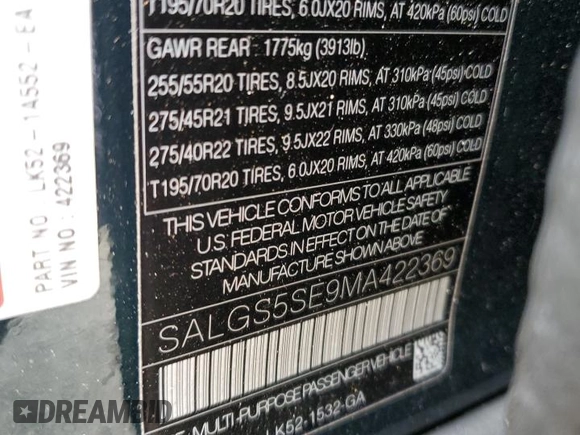 T195/70R20 TIRES, 6.0JX20 RIMS, AT 420kPa (60psi) COLD
GAWR REAR : 1775kg (3913lb)
255/55R20 TIRES, 8.5JX20 RIMS, AT 310kPa (45psi) COLD
275/45R21 TIRES, 9.5JX21 RIMS, AT 310kPa (45psi) COLD
275/40R22 TIRES, 9.5JX22 RIMS, AT 330kPa (48psi) COLD
T195/70R20 TIRES, 6.0JX20 RIMS, AT 420kPa (60psi) COLD
THIS VEHICLE CONFORMS TO ALL APPLICABLE
U.S. FEDERAL MOTOR VEHICLE SAFETY
STANDARDS IN EFFECT ON THE DATE OF
MANUFACTURE SHOWN ABOVE
SALGS5SE9MA422369
MULTI-PURPOSE PASSENGER VEHICLE
LK52-1532-GA
PART NO. LK52 - 1A552 - EA
VIN NO : 422369
DREAMBID